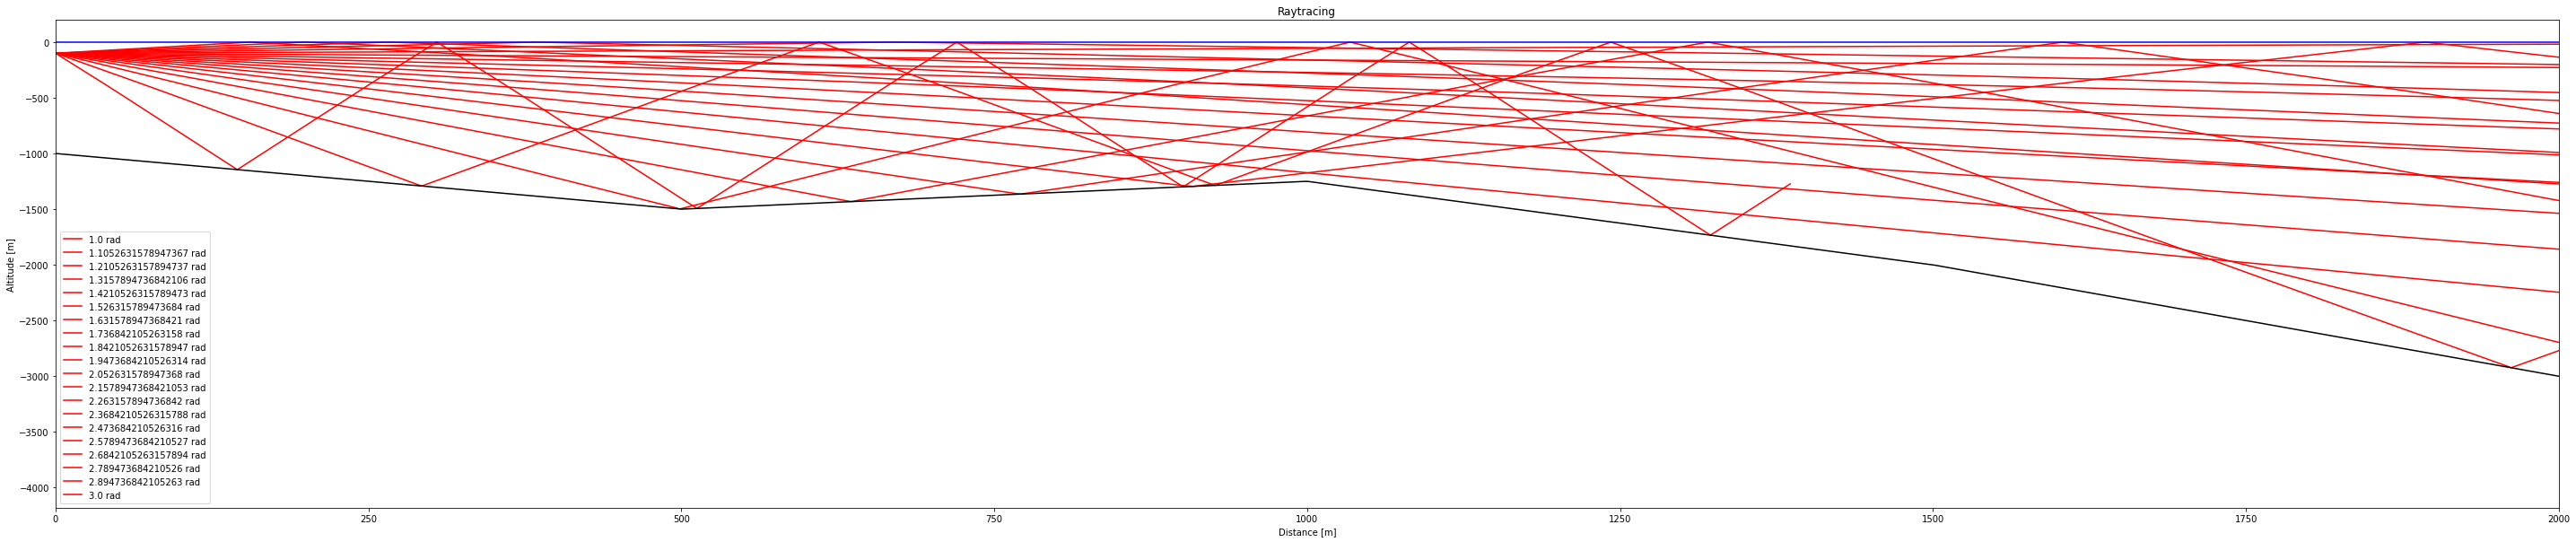 Raytracing
0
−500
−1000
−1500
−2000
−2500
−3000
−3500
−4000
Altitude [m]
1.0 rad
1.1052631578947367 rad
1.2105263157894737 rad
1.3157894736842106 rad
1.4210526315789473 rad
1.526315789473684 rad
1.631578947368421 rad
1.736842105263158 rad
1.8421052631578947 rad
1.9473684210526314 rad
2.052631578947368 rad
2.1578947368421053 rad
2.263157894736842 rad
2.3684210526315788 rad
2.473684210526316 rad
2.5789473684210527 rad
2.6842105263157894 rad
2.789473684210526 rad
2.894736842105263 rad
3.0 rad
0 250 500 750 1000 1250 1500 1750 2000
Distance [m]